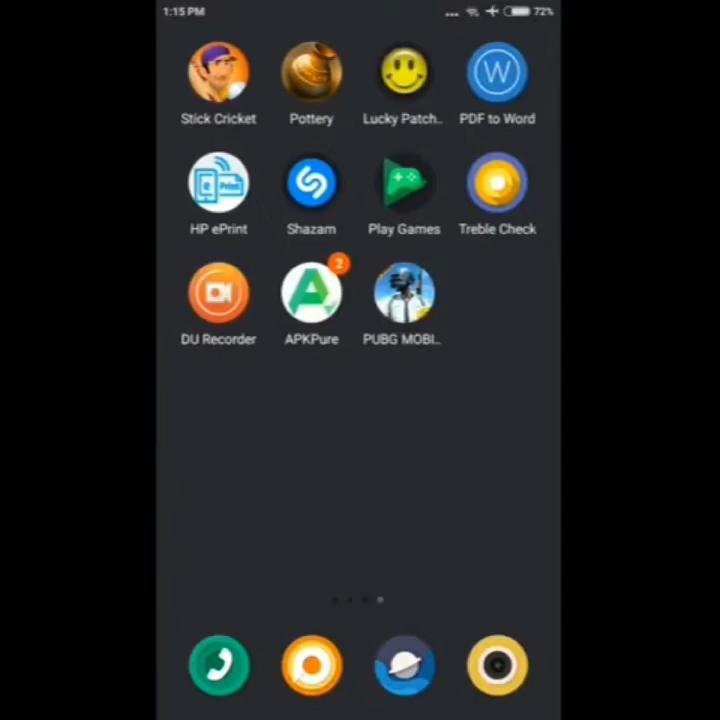 1:15 PM 72%
Stick Cricket Pottery Lucky Patch.. PDF to Word
W
HP ePrint Shazam Play Games Treble Check
2
DU Recorder APKPure PUBG MOBI..